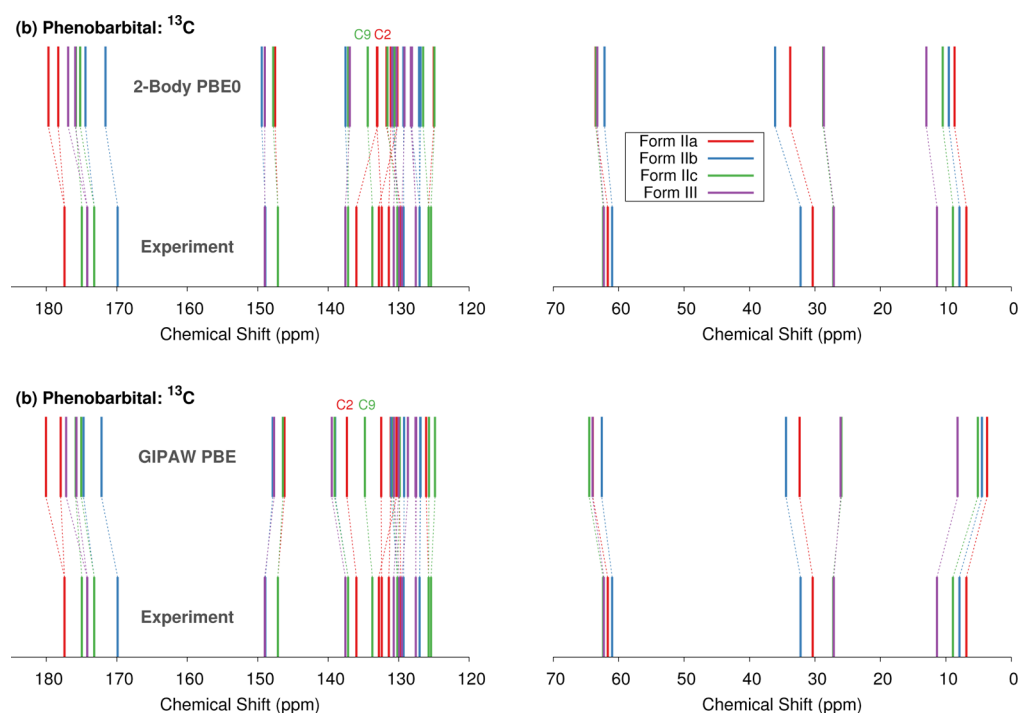 (b) Phenobarbital: 13C
C9 C2
2-Body PBE0
Form IIa
Form IIb
Form IIc
Form III
Experiment
180 170 160 150 140 130 120 70 60 50 40 30 20 10 0
Chemical Shift (ppm) Chemical Shift (ppm)
(b) Phenobarbital: 13C
C2 C9
GIPAW PBE
Experiment
180 170 160 150 140 130 120 70 60 50 40 30 20 10 0
Chemical Shift (ppm) Chemical Shift (ppm)